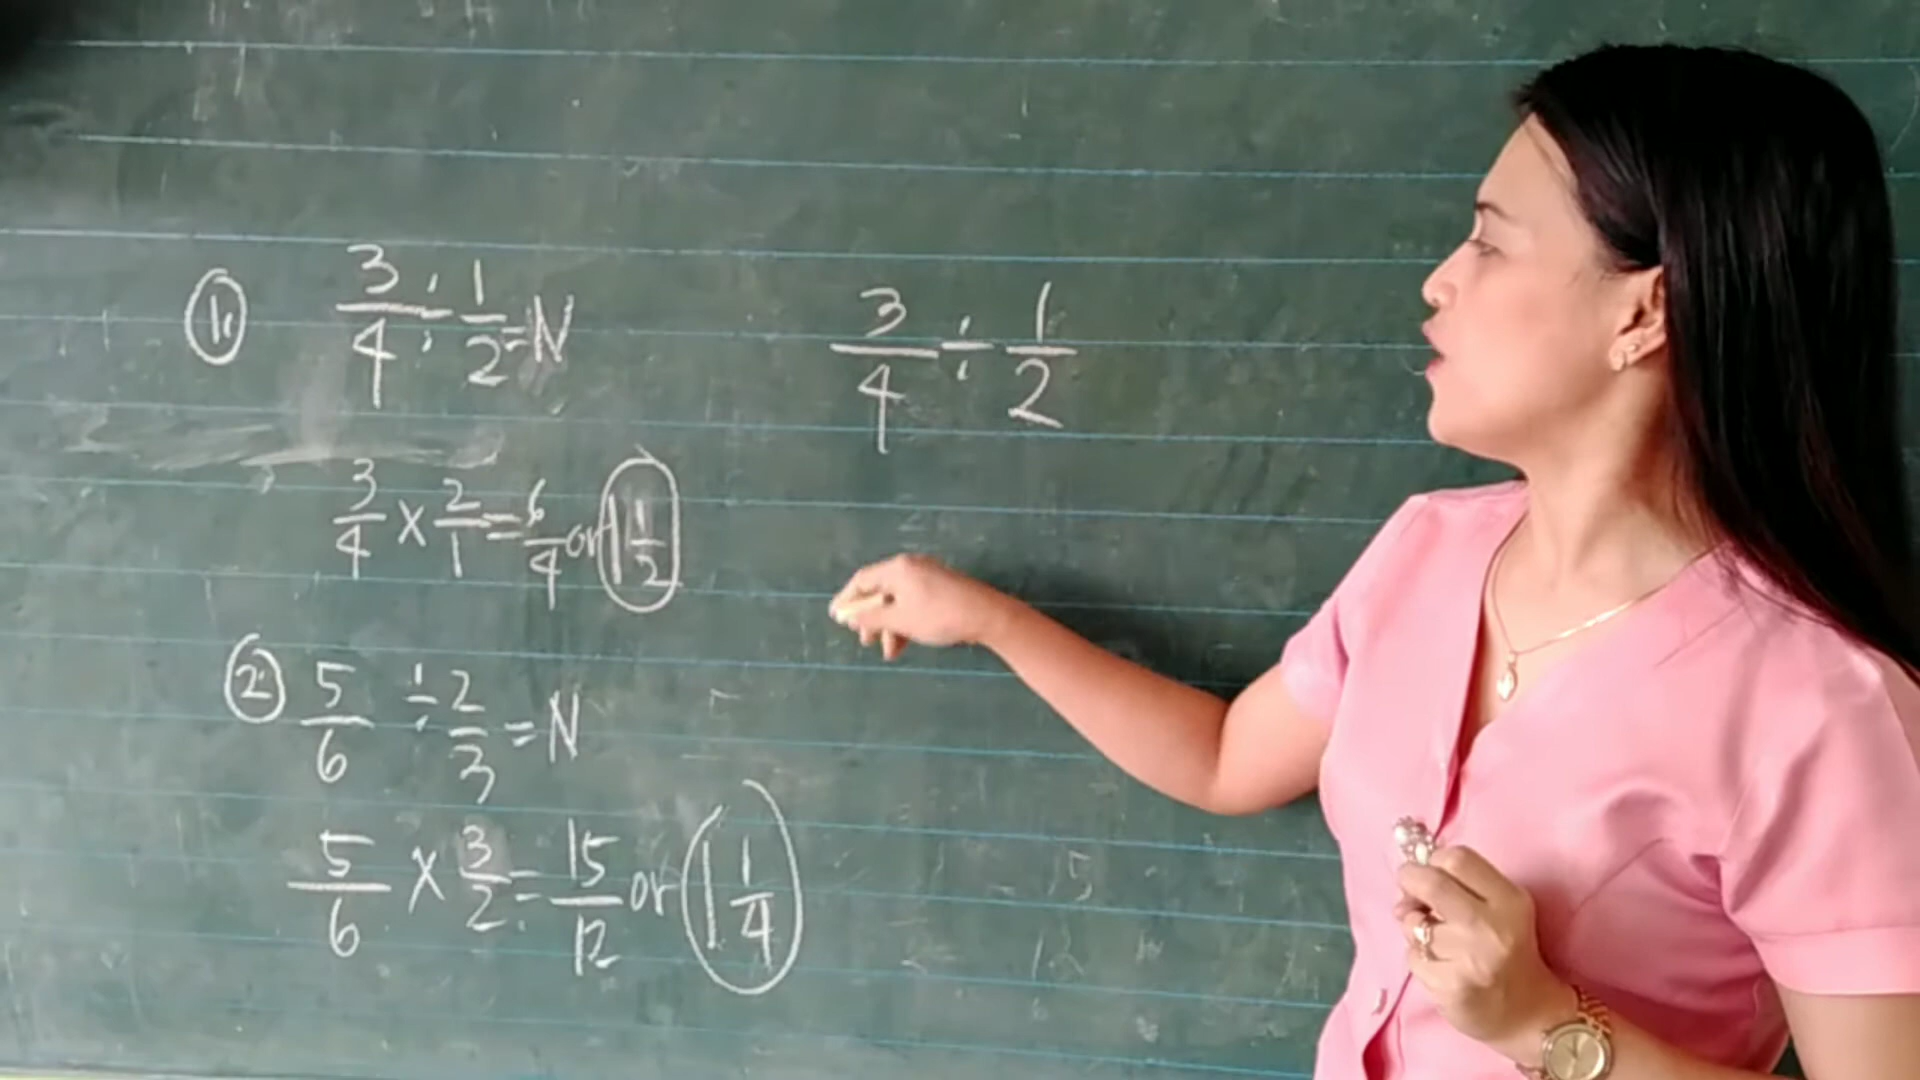 1. 3/4 ÷ 1/2 = N
3/4 ÷ 1/2
3/4 x 2/1 = 6/4 or 1 1/2
2. 5/6 ÷ 2/3 = N
5/6 x 3/2 = 15/12 or 1 1/4